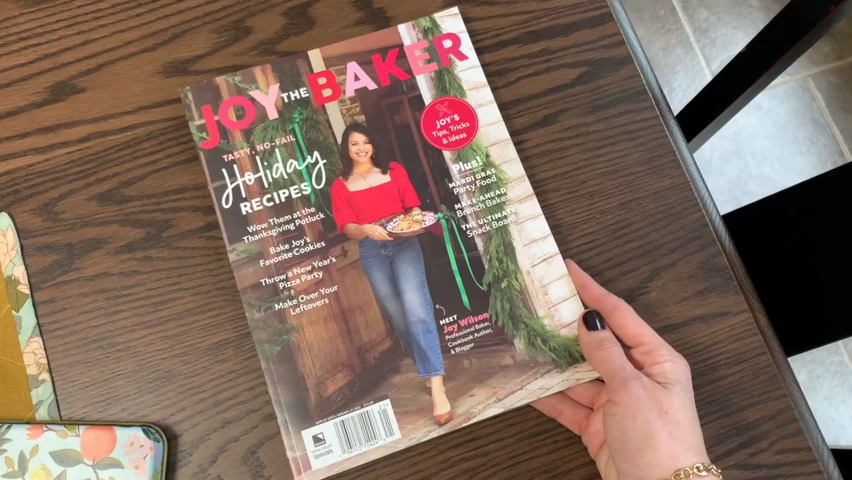 JOY THE BAKER
JOY'S
Tips, Tricks
& Ideas
TASTY, NO-FAIL
Holiday
RECIPES
Wow Them at the
Thanksgiving Potluck
Bake Joy's
Favorite Cookies
Throw a New Year's
Pizza Party
Make Over Your
Leftovers
Plus!
MARDI GRAS
Party Food
MAKE-AHEAD
Brunch Bakes
THE ULTIMATE
Snack Board
MEET
Joy Wilson
Professional Baker,
Cookbook Author,
& Blogger
Specials